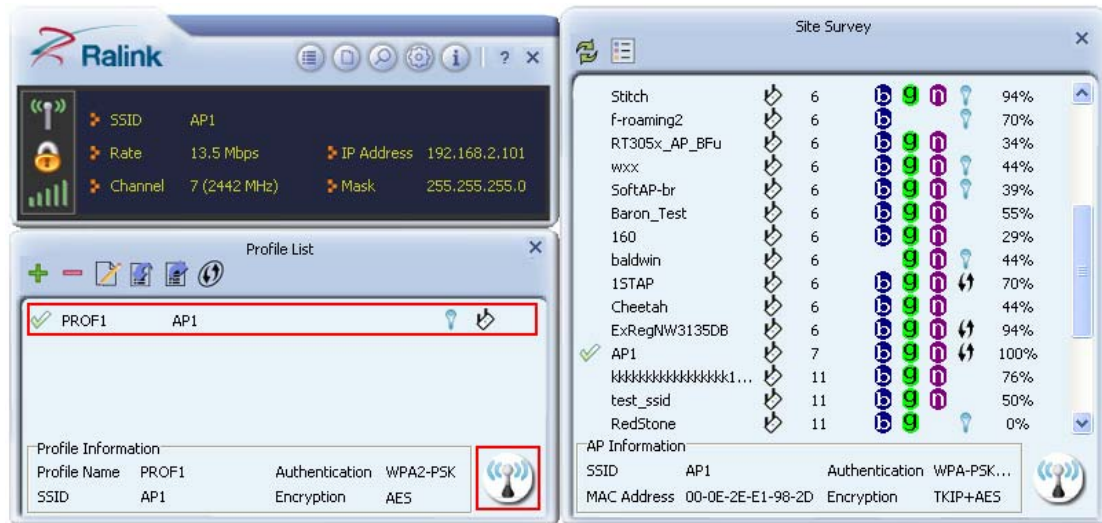 Ralink
? ×
SSID AP1
Rate 13.5 Mbps IP Address 192.168.2.101
Channel 7 (2442 MHz) Mask 255.255.255.0
Profile List
PROF1 AP1
Profile Information
Profile Name PROF1 Authentication WPA2-PSK
SSID AP1 Encryption AES
Site Survey
Stitch 6 b g n 94%
f-roaming2 6 b 70%
RT305x_AP_BFu 6 b g n 34%
wxx 6 b g n 44%
SoftAP-br 6 b g n 39%
Baron_Test 6 b g n 55%
160 6 b g n 29%
baldwin 6 g n 44%
1STAP 6 b g n 70%
Cheetah 6 b g n 44%
ExRegNW3135DB 6 b g n 94%
AP1 7 b g n 100%
kkkkkkkkkkkkkkkk1... 11 b g n 76%
test_ssid 11 b g n 50%
RedStone 11 b g 0%
AP Information
SSID AP1 Authentication WPA-PSK...
MAC Address 00-0E-2E-E1-98-2D Encryption TKIP+AES